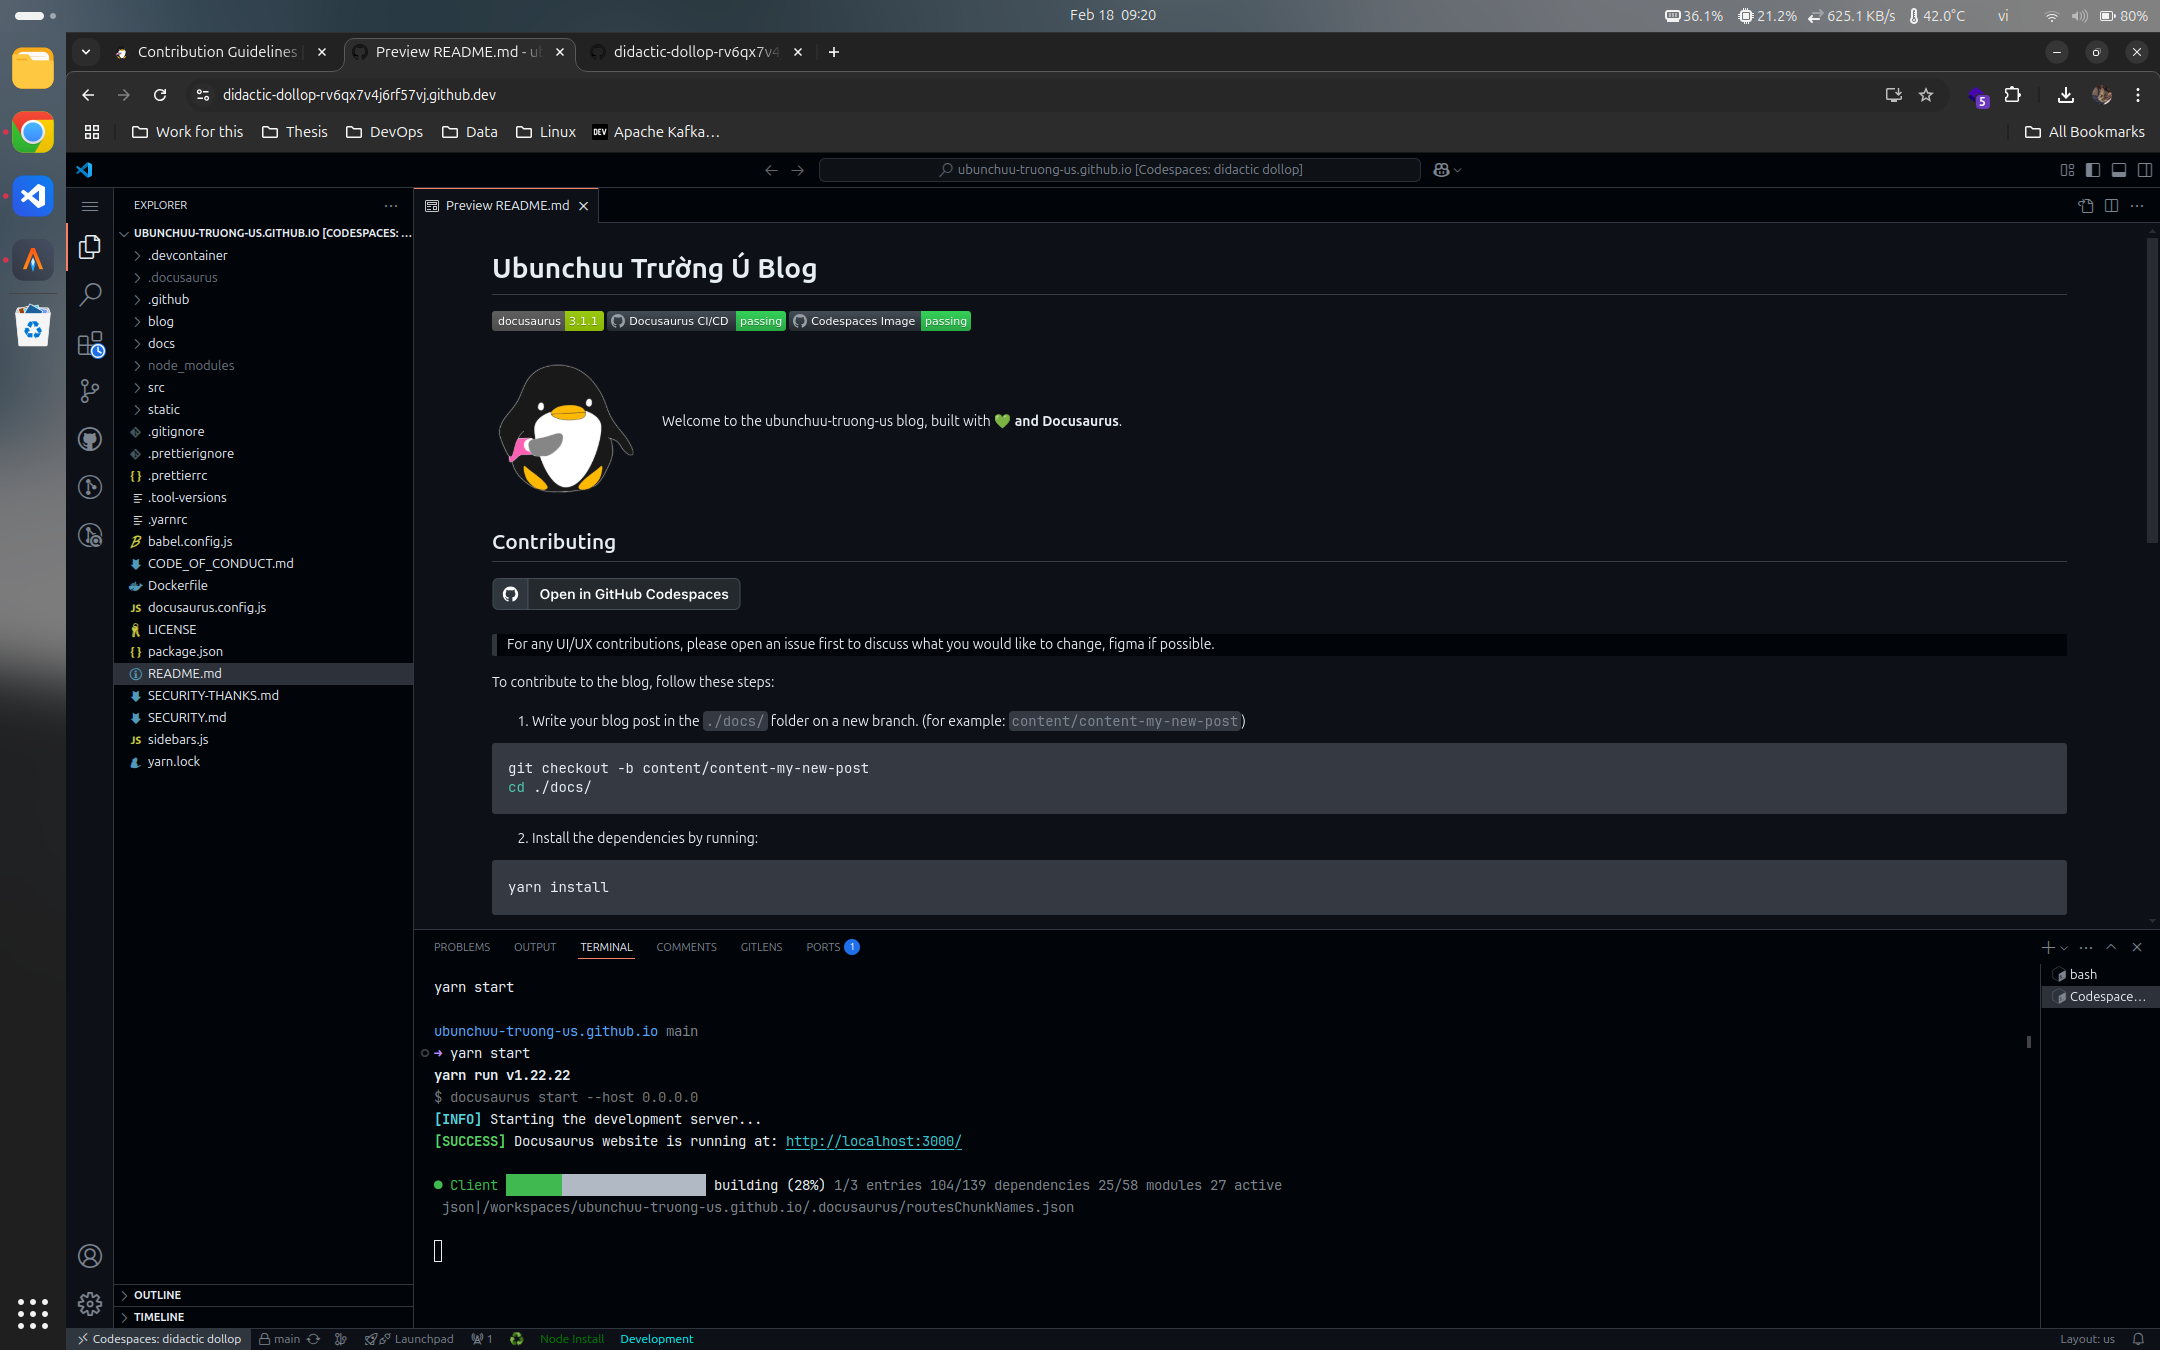 Feb 18 09:20
36.1% 21.2% 625.1 KB/s 42.0°C vi 80%
Contribution Guidelines
Preview README.md - ub
didactic-dollop-rv6qx7v4
didactic-dollop-rv6qx7v4j6rf57vj.github.dev
5
Work for this Thesis DevOps Data Linux DEV Apache Kafka… All Bookmarks
ubunchuu-truong-us.github.io [Codespaces: didactic dollop]
EXPLORER
UBUNCHUU-TRUONG-US.GITHUB.IO [CODESPACES: ...
.devcontainer
.docusaurus
.github
blog
docs
node_modules
src
static
.gitignore
.prettierignore
{} .prettierrc
.tool-versions
.yarnrc
babel.config.js
CODE_OF_CONDUCT.md
Dockerfile
JS docusaurus.config.js
LICENSE
{} package.json
README.md
SECURITY-THANKS.md
SECURITY.md
JS sidebars.js
yarn.lock
OUTLINE
TIMELINE
Preview README.md
Ubunchuu Trường Ú Blog
docusaurus 3.1.1 Docusaurus CI/CD passing Codespaces Image passing
Welcome to the ubunchuu-truong-us blog, built with 💚 and Docusaurus.
Contributing
Open in GitHub Codespaces
For any UI/UX contributions, please open an issue first to discuss what you would like to change, figma if possible.
To contribute to the blog, follow these steps:
1. Write your blog post in the ./docs/ folder on a new branch. (for example: content/content-my-new-post)
git checkout -b content/content-my-new-post
cd ./docs/
2. Install the dependencies by running:
yarn install
PROBLEMS OUTPUT TERMINAL COMMENTS GITLENS PORTS 1
bash
Codespace...
yarn start
ubunchuu-truong-us.github.io main
➜ yarn start
yarn run v1.22.22
$ docusaurus start --host 0.0.0.0
[INFO] Starting the development server...
[SUCCESS] Docusaurus website is running at: http://localhost:3000/
● Client building (28%) 1/3 entries 104/139 dependencies 25/58 modules 27 active
json|/workspaces/ubunchuu-truong-us.github.io/.docusaurus/routesChunkNames.json
Codespaces: didactic dollop main Launchpad 1 Node Install Development Layout: us